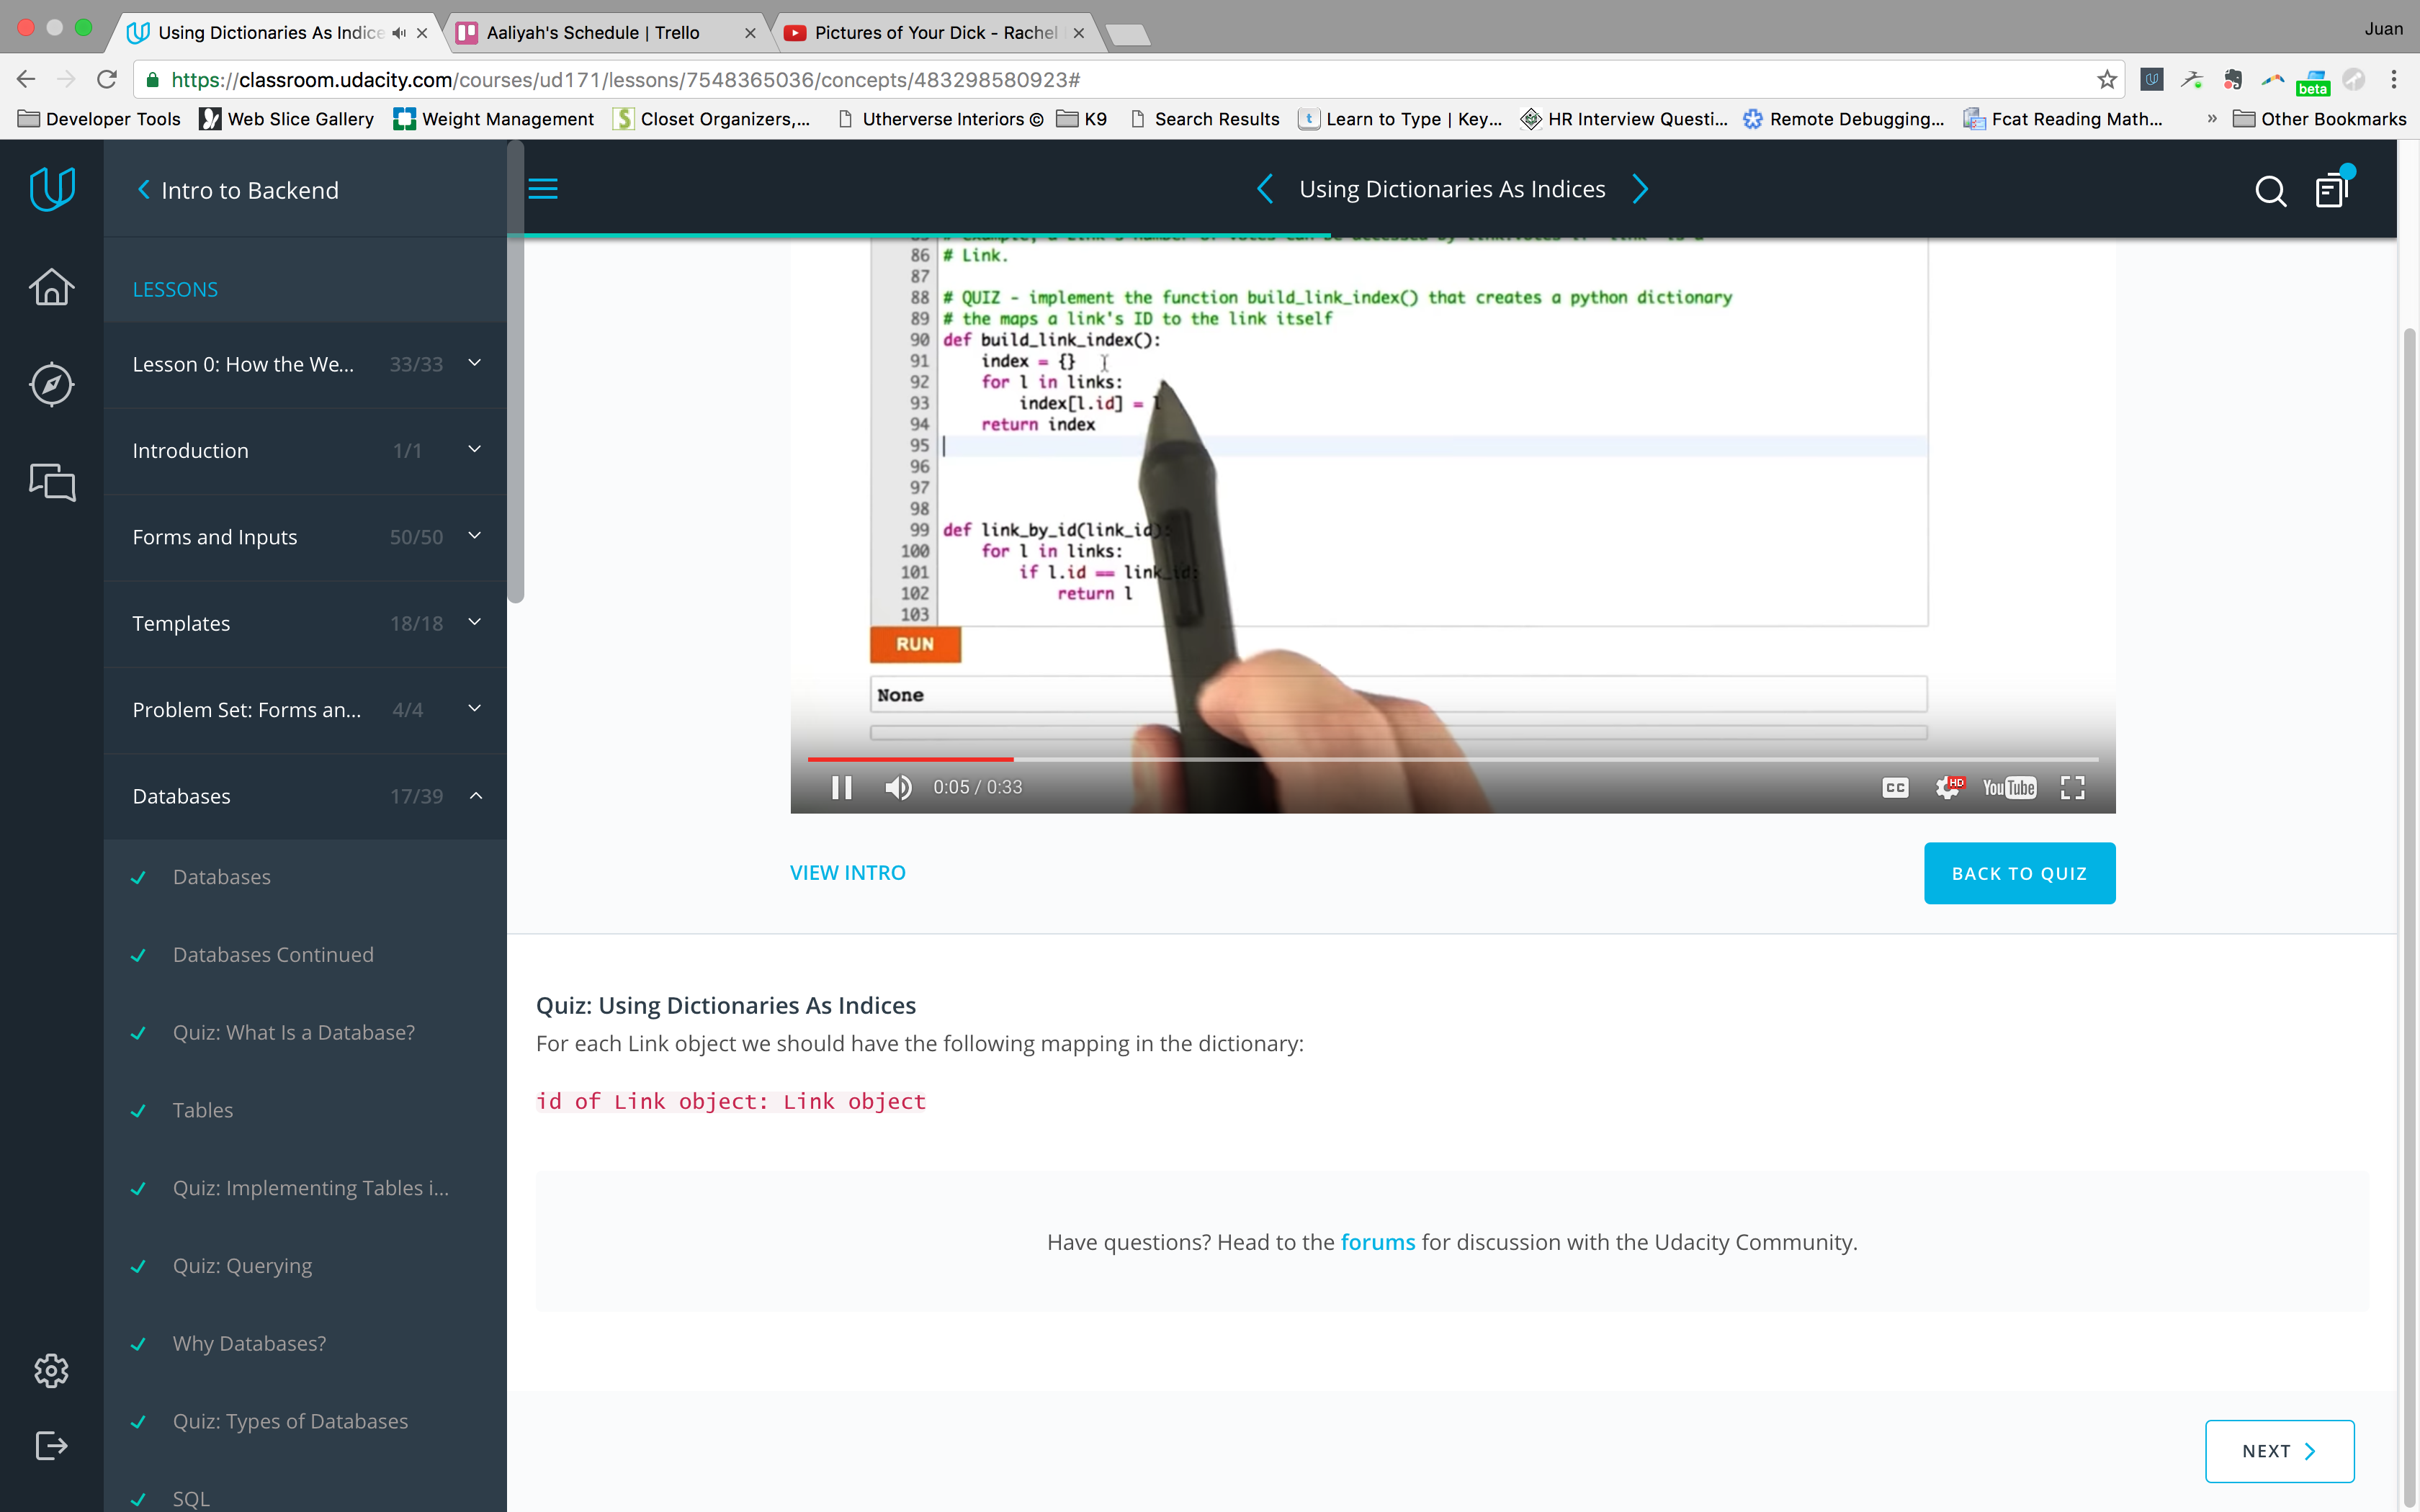 Using Dictionaries As Indice
Aaliyah's Schedule | Trello
Pictures of Your Dick - Rachel
Juan
https://classroom.udacity.com/courses/ud171/lessons/7548365036/concepts/483298580923#
beta
Developer Tools
Web Slice Gallery
Weight Management
Closet Organizers,...
Utherverse Interiors ©
K9
Search Results
Learn to Type | Key...
HR Interview Questi...
Remote Debugging...
Fcat Reading Math...
»
Other Bookmarks
Intro to Backend
Using Dictionaries As Indices
LESSONS
Lesson 0: How the We... 33/33
Introduction 1/1
Forms and Inputs 50/50
Templates 18/18
Problem Set: Forms an... 4/4
Databases 17/39
Databases
Databases Continued
Quiz: What Is a Database?
Tables
Quiz: Implementing Tables i...
Quiz: Querying
Why Databases?
Quiz: Types of Databases
SQL
86 # Link.
87
88 # QUIZ - implement the function build_link_index() that creates a python dictionary
89 # the maps a link's ID to the link itself
90 def build_link_index():
91 index = {}
92 for l in links:
93 index[l.id] = l
94 return index
95
96
97
98
99 def link_by_id(link_id):
100 for l in links:
101 if l.id == link_id:
102 return l
103
RUN
None
0:05 / 0:33
CC
HD
YouTube
VIEW INTRO
BACK TO QUIZ
Quiz: Using Dictionaries As Indices
For each Link object we should have the following mapping in the dictionary:
id of Link object: Link object
Have questions? Head to the forums for discussion with the Udacity Community.
NEXT